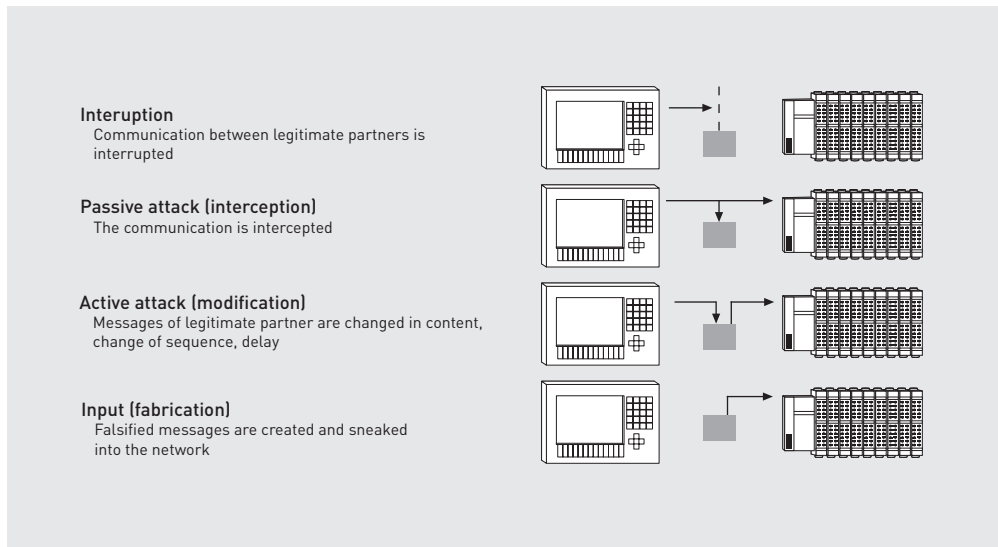 Interuption
Communication between legitimate partners is
interrupted
Passive attack (interception)
The communication is intercepted
Active attack (modification)
Messages of legitimate partner are changed in content,
change of sequence, delay
Input (fabrication)
Falsified messages are created and sneaked
into the network